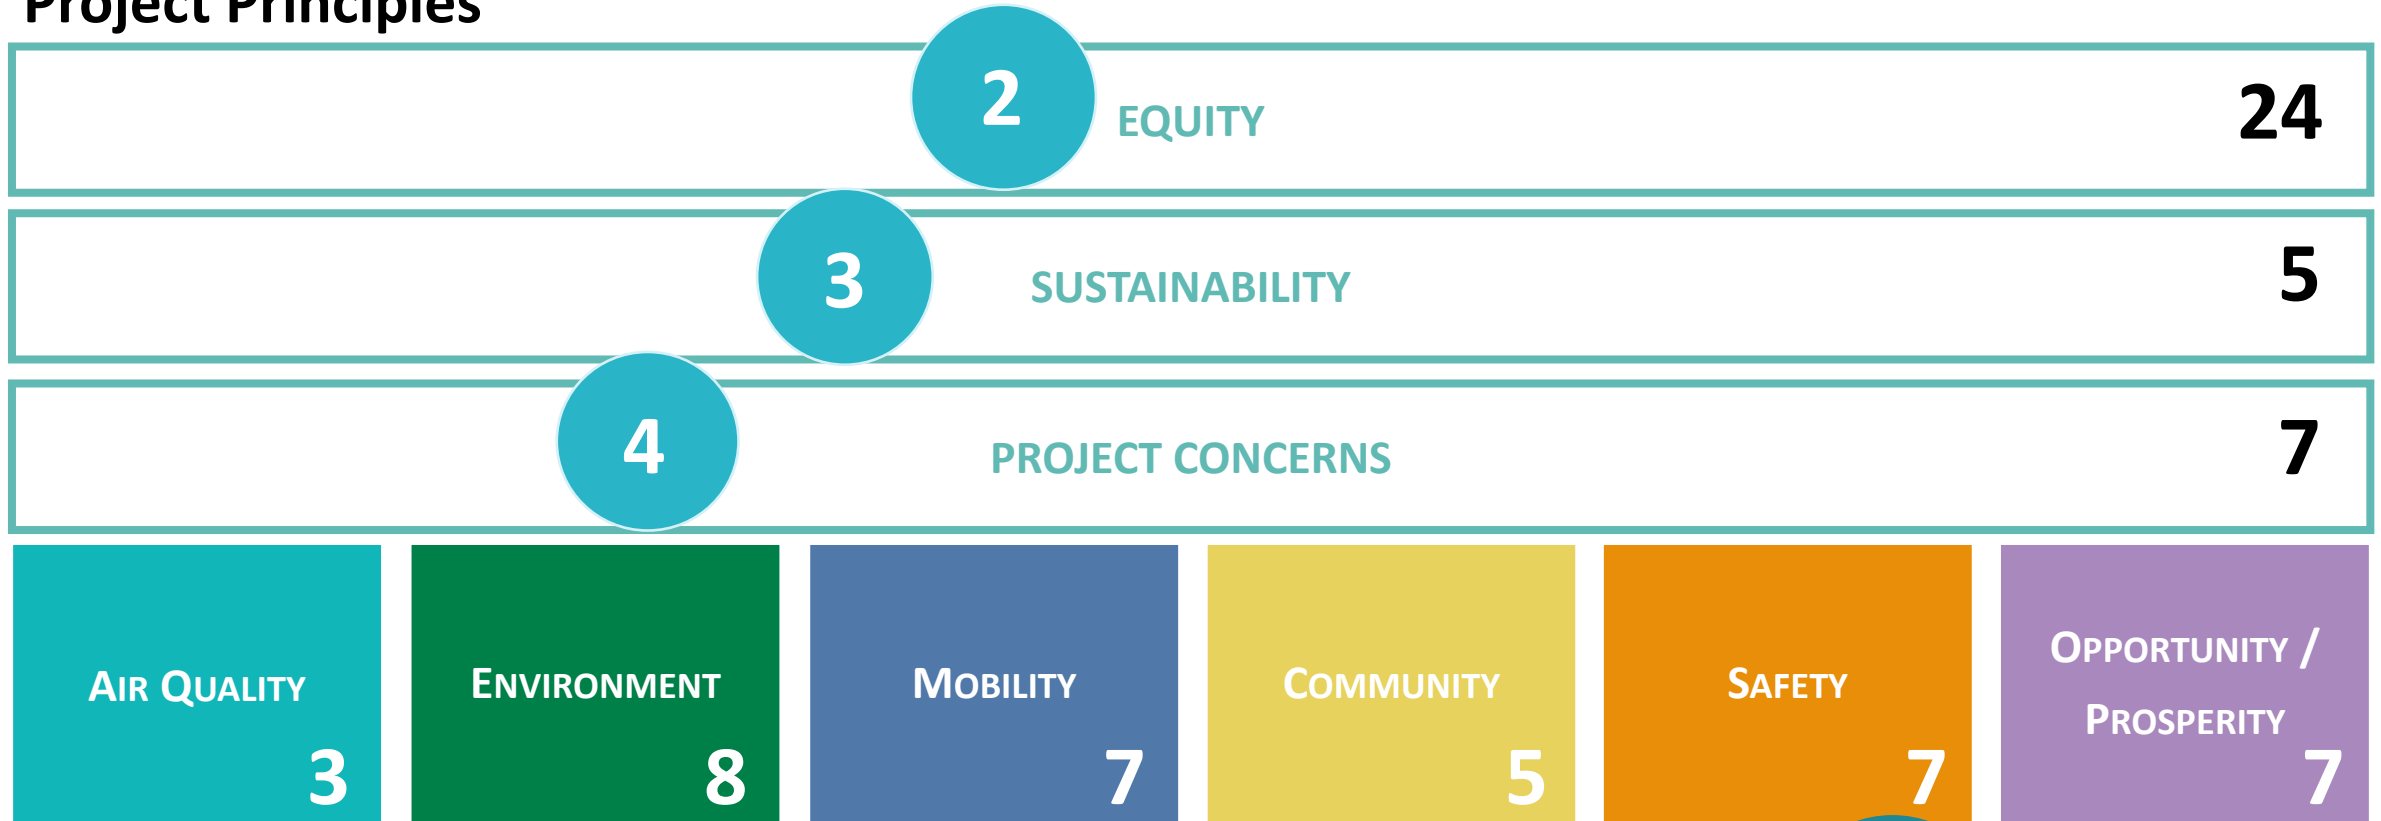 Project Principles
2
EQUITY
24
3
SUSTAINABILITY
5
4
PROJECT CONCERNS
7
AIR QUALITY
3
ENVIRONMENT
8
MOBILITY
7
COMMUNITY
5
SAFETY
7
OPPORTUNITY /
PROSPERITY
7